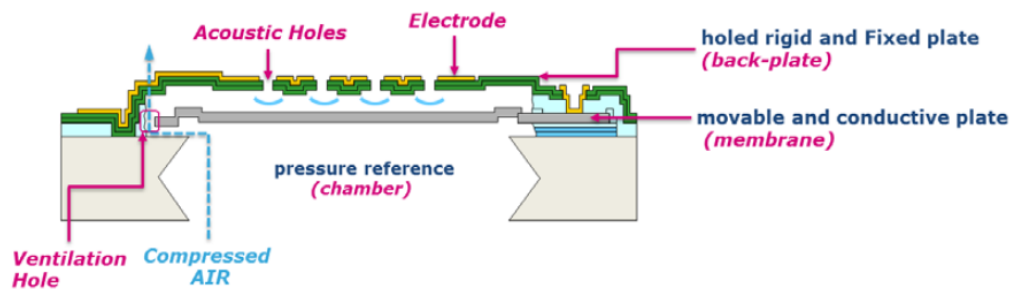 Electrode
Acoustic Holes
holed rigid and Fixed plate
(back-plate)
movable and conductive plate
(membrane)
pressure reference
(chamber)
Ventilation
Hole
Compressed
AIR